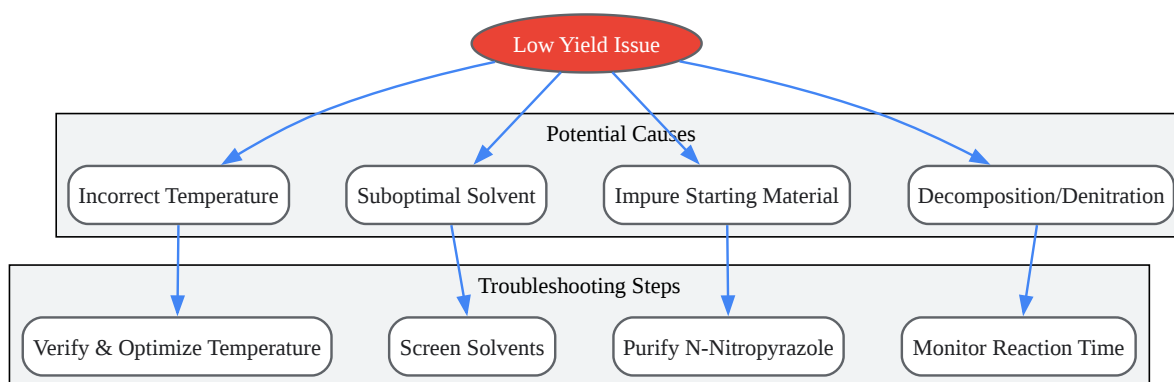 Low Yield Issue
Potential Causes
Incorrect Temperature
Suboptimal Solvent
Impure Starting Material
Decomposition/Denitration
Troubleshooting Steps
Verify & Optimize Temperature
Screen Solvents
Purify N-Nitropyrazole
Monitor Reaction Time